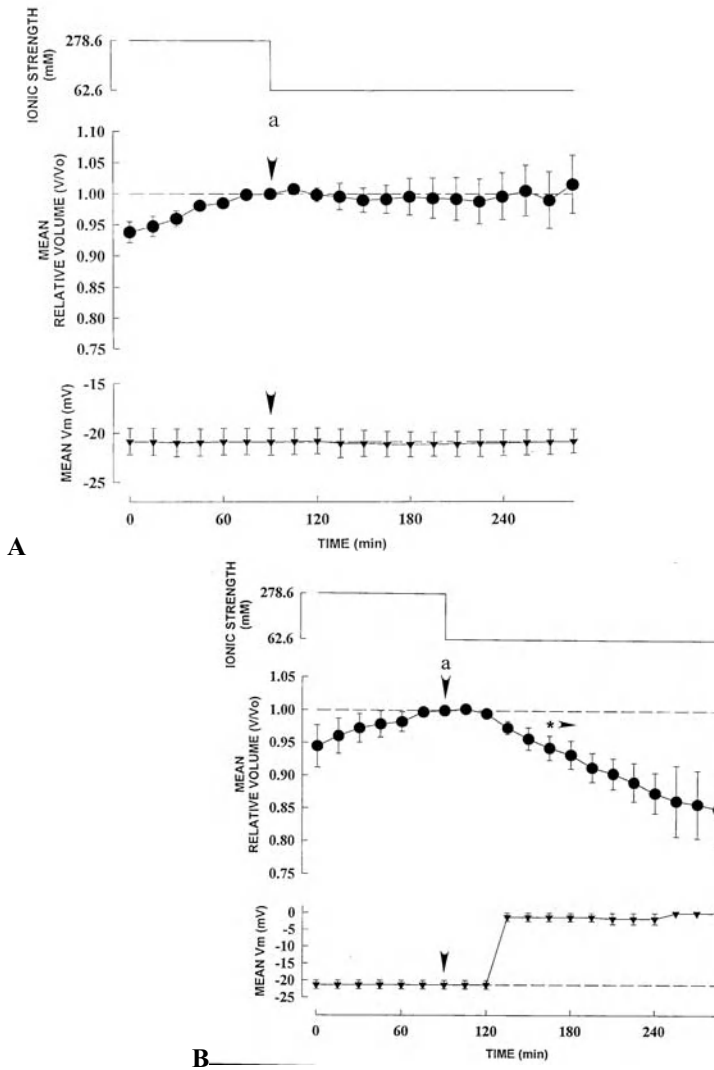 IONIC STRENGTH
(mM)
278.6
62.6
a
MEAN
RELATIVE VOLUME (V/Vo)
1.10
1.05
1.00
0.95
0.90
0.85
0.80
0.75
MEAN Vm (mV)
-15
-20
-25
0
60
120
180
240
TIME (min)
A
IONIC STRENGTH
(mM)
278.6
62.6
a
MEAN
RELATIVE VOLUME (V/Vo)
1.05
1.00
0.95
0.90
0.85
0.80
0.75
*
MEAN Vm (mV)
0
-5
-10
-15
-20
-25
0
60
120
180
240
TIME (min)
B